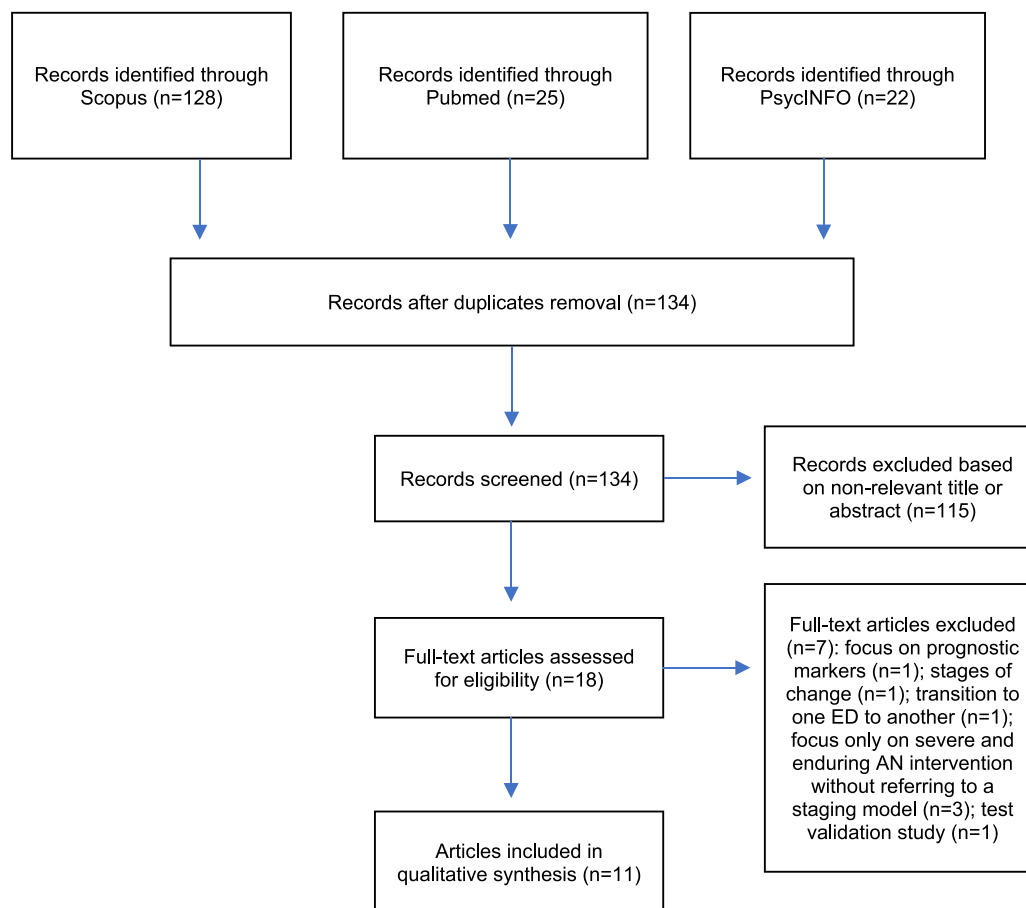 Records identified through
Scopus (n=128)
Records identified through
Pubmed (n=25)
Records identified through
PsycINFO (n=22)
Records after duplicates removal (n=134)
Records screened (n=134)
Records excluded based
on non-relevant title or
abstract (n=115)
Full-text articles assessed
for eligibility (n=18)
Full-text articles excluded
(n=7): focus on prognostic
markers (n=1); stages of
change (n=1); transition to
one ED to another (n=1);
focus only on severe and
enduring AN intervention
without referring to a
staging model (n=3); test
validation study (n=1)
Articles included in
qualitative synthesis (n=11)